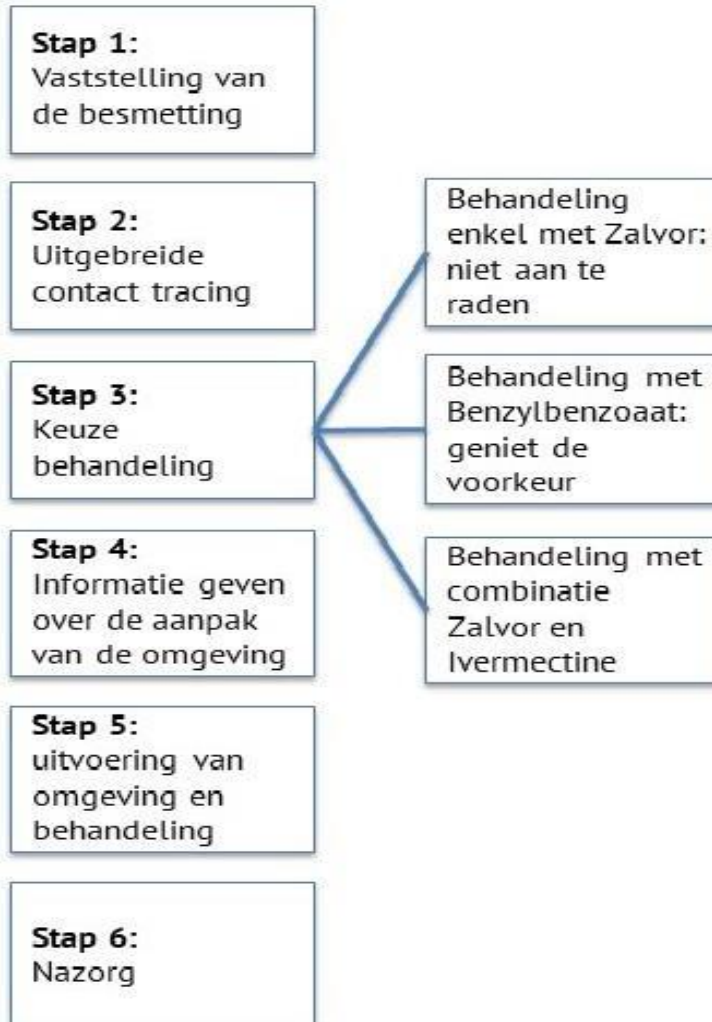 Stap 1:
Vaststelling van
de besmetting
Stap 2:
Uitgebreide
contact tracing
Stap 3:
Keuze
behandeling
Behandeling
enkel met Zalvor:
niet aan te
raden
Behandeling met
Benzylbenzoaat:
geniet de
voorkeur
Behandeling met
combinatie
Zalvor en
Ivermectine
Stap 4:
Informatie geven
over de aanpak
van de omgeving
Stap 5:
uitvoering van
omgeving en
behandeling
Stap 6:
Nazorg